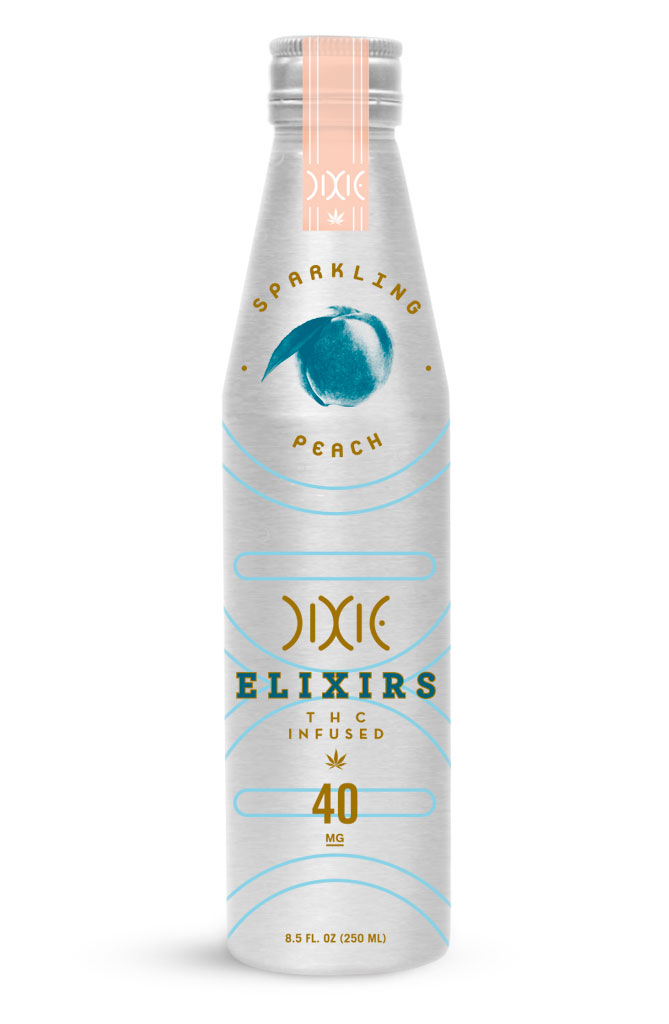 DIXIE
SPARKLING
PEACH
DIXIE
ELIXIRS
THC
INFUSED
40
MG
8.5 FL. OZ (250 ML)